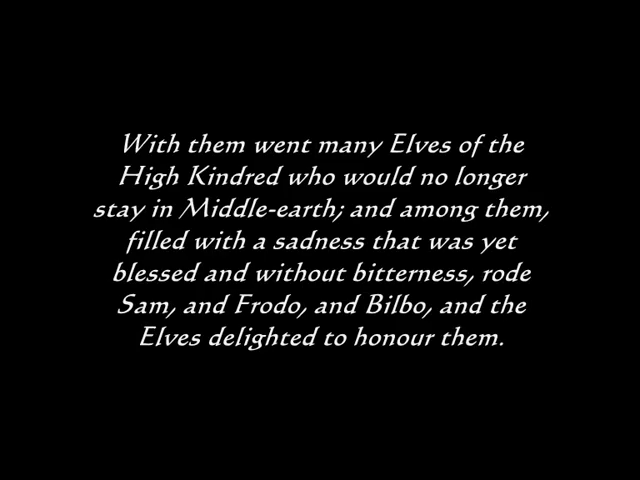 With them went many Elves of the
High Kindred who would no longer
stay in Middle-earth; and among them,
filled with a sadness that was yet
blessed and without bitterness, rode
Sam, and Frodo, and Bilbo, and the
Elves delighted to honour them.